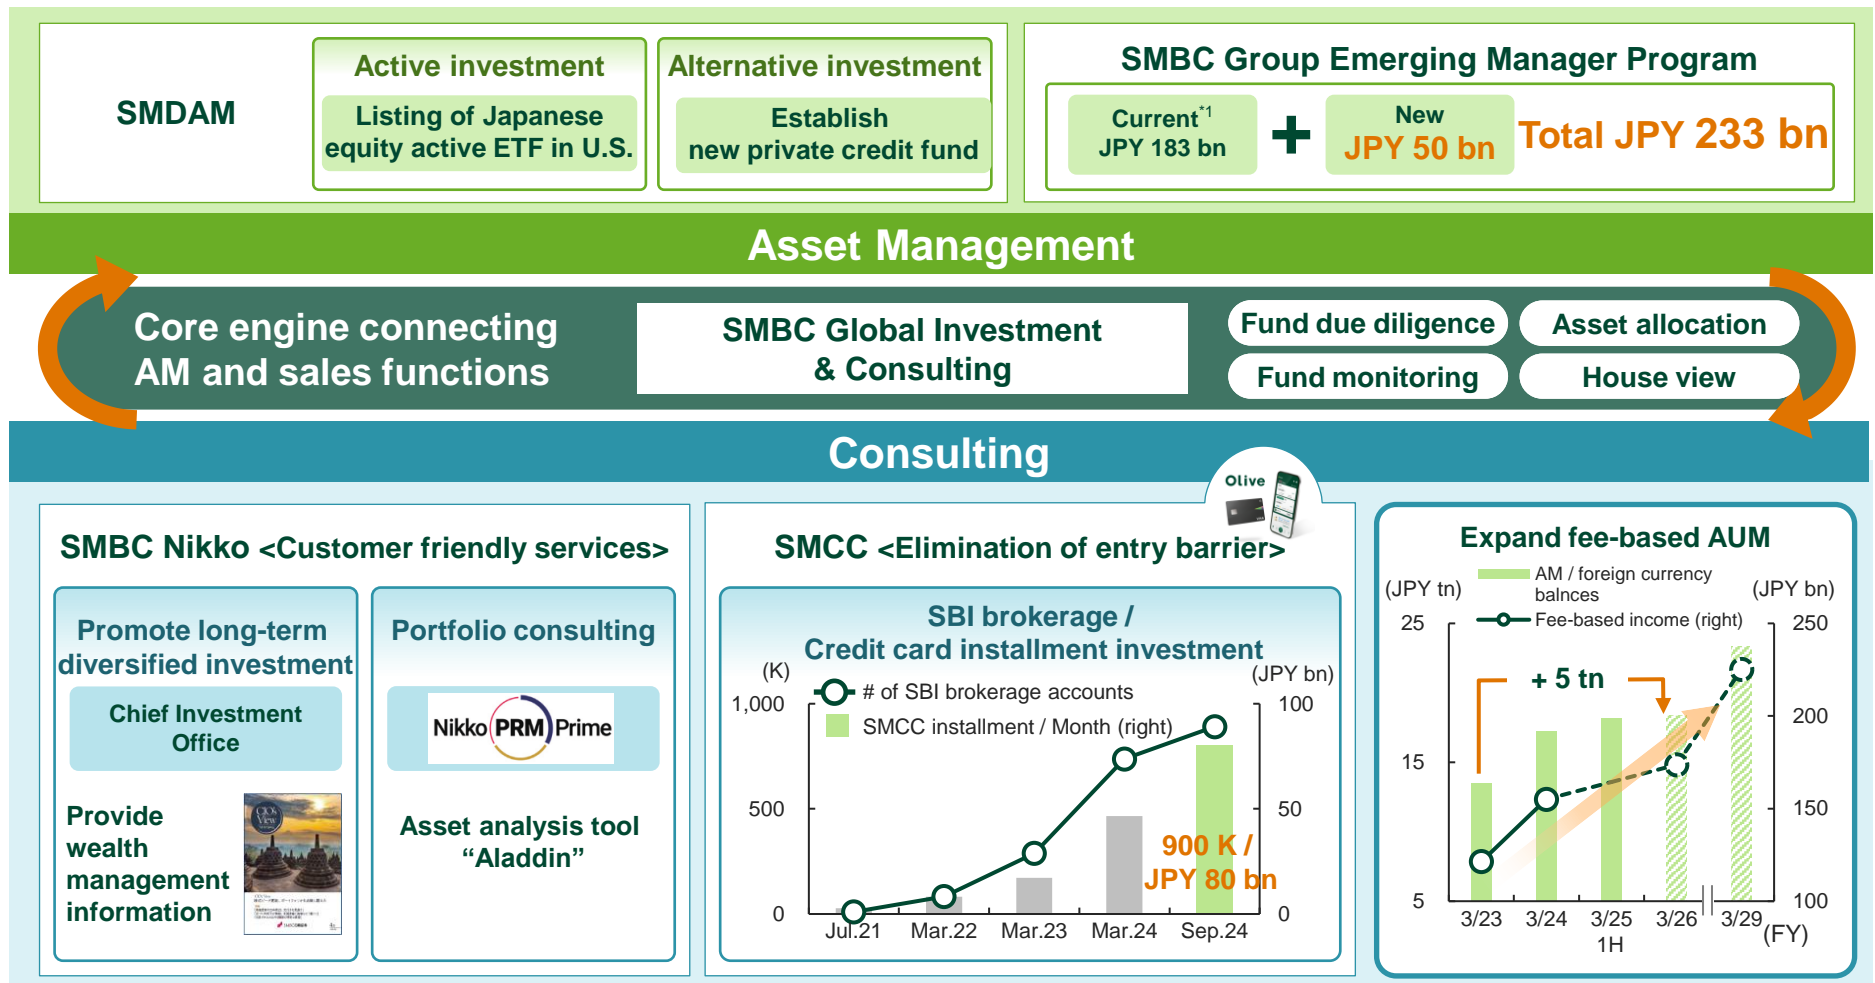 SMDAM
Active investment
Listing of Japanese
equity active ETF in U.S.
Alternative investment
Establish
new private credit fund
SMBC Group Emerging Manager Program
Current*1
JPY 183 bn
+
New
JPY 50 bn
Total JPY 233 bn
Asset Management
Core engine connecting
AM and sales functions
SMBC Global Investment
& Consulting
Fund due diligence
Asset allocation
Fund monitoring
House view
Consulting
Olive
SMBC Nikko <Customer friendly services>
Promote long-term
diversified investment
Chief Investment
Office
Provide
wealth
management
information
CIO's
View
Portfolio consulting
Nikko PRM Prime
Asset analysis tool
“Aladdin”
SMCC <Elimination of entry barrier>
SBI brokerage /
Credit card installment investment
(K)
(JPY bn)
# of SBI brokerage accounts
SMCC installment / Month (right)
1,000
500
0
100
50
0
900 K /
JPY 80 bn
Jul.21
Mar.22
Mar.23
Mar.24
Sep.24
Expand fee-based AUM
(JPY tn)
AM / foreign currency
balnces
Fee-based income (right)
(JPY bn)
25
15
5
250
200
150
100
+ 5 tn
3/23
3/24
3/25
1H
3/26
3/29
(FY)